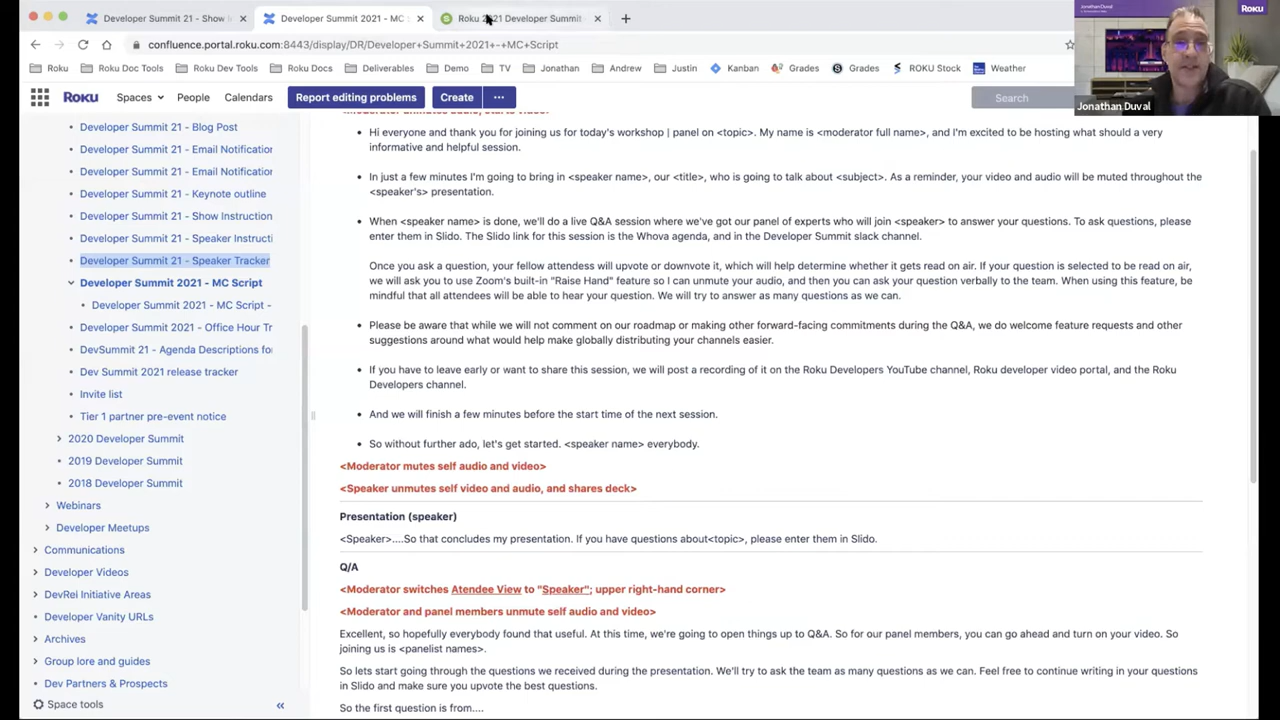 Developer Summit 21 - Show I
Developer Summit 2021 - MC
Roku 2021 Developer Summit
confluence.portal.roku.com:8443/display/DR/Developer+Summit+2021+-+MC+Script
Roku
Roku Doc Tools
Roku Dev Tools
Roku Docs
Deliverables
Demo
TV
Jonathan
Andrew
Justin
Kanban
Grades
Grades
ROKU Stock
Weather
JonathanDuval
Roku
Jonathan Duval
Roku
Spaces
People
Calendars
Report editing problems
Create
Search
Developer Summit 21 - Blog Post
Developer Summit 21 - Email Notification
Developer Summit 21 - Email Notification
Developer Summit 21 - Keynote outline
Developer Summit 21 - Show Instruction
Developer Summit 21 - Speaker Instructi
Developer Summit 21 - Speaker Tracker
Developer Summit 2021 - MC Script
Developer Summit 2021 - MC Script -
Developer Summit 2021 - Office Hour Tr
DevSummit 21 - Agenda Descriptions fo
Dev Summit 2021 release tracker
Invite list
Tier 1 partner pre-event notice
2020 Developer Summit
2019 Developer Summit
2018 Developer Summit
Webinars
Developer Meetups
Communications
Developer Videos
DevRel Initiative Areas
Developer Vanity URLs
Archives
Group lore and guides
Dev Partners & Prospects
Space tools
<Moderator unmutes audio, starts video>
Hi everyone and thank you for joining us for today's workshop | panel on <topic>. My name is <moderator full name>, and I'm excited to be hosting what should a very
informative and helpful session.
In just a few minutes I'm going to bring in <speaker name>, our <title>, who is going to talk about <subject>. As a reminder, your video and audio will be muted throughout the
<speaker's> presentation.
When <speaker name> is done, we'll do a live Q&A session where we've got our panel of experts who will join <speaker> to answer your questions. To ask questions, please
enter them in Slido. The Slido link for this session is the Whova agenda, and in the Developer Summit slack channel.
Once you ask a question, your fellow attendess will upvote or downvote it, which will help determine whether it gets read on air. If your question is selected to be read on air,
we will ask you to use Zoom's built-in "Raise Hand" feature so I can unmute your audio, and then you can ask your question verbally to the team. When using this feature, be
mindful that all attendees will be able to hear your question. We will try to answer as many questions as we can.
Please be aware that while we will not comment on our roadmap or making other forward-facing commitments during the Q&A, we do welcome feature requests and other
suggestions around what would help make globally distributing your channels easier.
If you have to leave early or want to share this session, we will post a recording of it on the Roku Developers YouTube channel, Roku developer video portal, and the Roku
Developers channel.
And we will finish a few minutes before the start time of the next session.
So without further ado, let's get started. <speaker name> everybody.
<Moderator mutes self audio and video>
<Speaker unmutes self video and audio, and shares deck>
Presentation (speaker)
<Speaker>....So that concludes my presentation. If you have questions about<topic>, please enter them in Slido.
Q/A
<Moderator switches Atendee View to "Speaker"; upper right-hand corner>
<Moderator and panel members unmute self audio and video>
Excellent, so hopefully everybody found that useful. At this time, we're going to open things up to Q&A. So for our panel members, you can go ahead and turn on your video. So
joining us is <panelist names>.
So lets start going through the questions we received during the presentation. We'll try to ask the team as many questions as we can. Feel free to continue writing in your questions
in Slido and make sure you upvote the best questions.
So the first question is from....